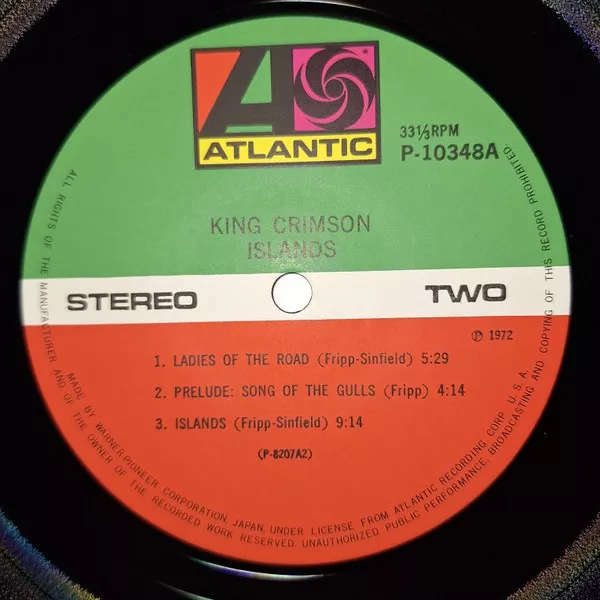 ATLANTIC
33⅓RPM
P-10348A
KING CRIMSON
ISLANDS
STEREO
TWO
℗ 1972
1. LADIES OF THE ROAD (Fripp-Sinfield) 5:29
2. PRELUDE: SONG OF THE GULLS (Fripp) 4:14
3. ISLANDS (Fripp-Sinfield) 9:14
(P-8207A2)
ALL RIGHTS OF THE MANUFACTURER AND OF THE OWNER OF THE RECORDED WORK RESERVED. UNAUTHORIZED PUBLIC PERFORMANCE, BROADCASTING AND COPYING OF THIS RECORD PROHIBITED.
MADE BY WARNER-PIONEER CORPORATION, JAPAN, UNDER LICENSE FROM ATLANTIC RECORDING CORP. U.S.A.